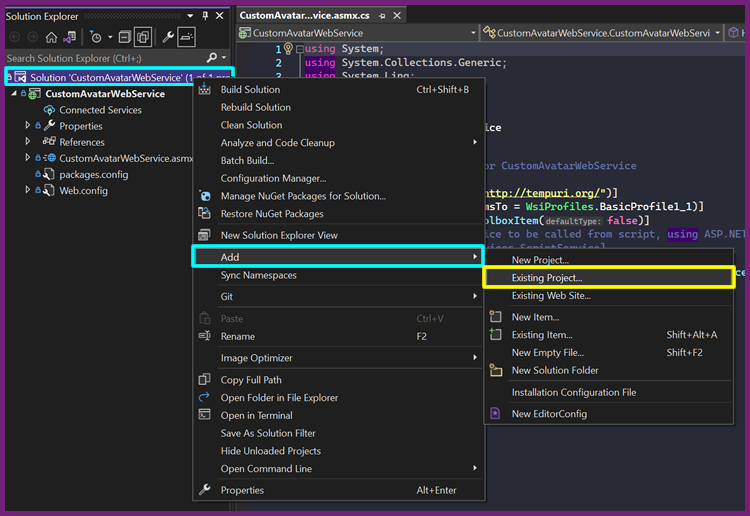 Solution Explorer
Search Solution Explorer (Ctrl+;)
Solution 'CustomAvatarWebService' (1 of 1 pro
CustomAvatarWebService
Connected Services
Properties
References
CustomAvatarWebService.asmx
packages.config
Web.config
CustomAvatar...vice.asmx.cs
CustomAvatarWebService
CustomAvatarWebService.CustomAvatarWebServi
1
2
3
using System;
using System.Collections.Generic;
using System.Linq;
ice
or CustomAvatarWebService
http://tempuri.org/")]
msTo = WsiProfiles.BasicProfile1_1)]
olboxItem(defaultType: false)]
ice to be called from script, using ASP.NET
vices.ScriptService]
ce
Build Solution Ctrl+Shift+B
Rebuild Solution
Clean Solution
Analyze and Code Cleanup
Batch Build...
Configuration Manager...
Manage NuGet Packages for Solution...
Restore NuGet Packages
New Solution Explorer View
Add
Sync Namespaces
Git
Paste Ctrl+V
Rename F2
Image Optimizer
Copy Full Path
Open Folder in File Explorer
Open in Terminal
Save As Solution Filter
Hide Unloaded Projects
Open Command Line
Properties Alt+Enter
New Project...
Existing Project...
Existing Web Site...
New Item...
Existing Item... Shift+Alt+A
New Empty File... Shift+F2
New Solution Folder
Installation Configuration File
New EditorConfig